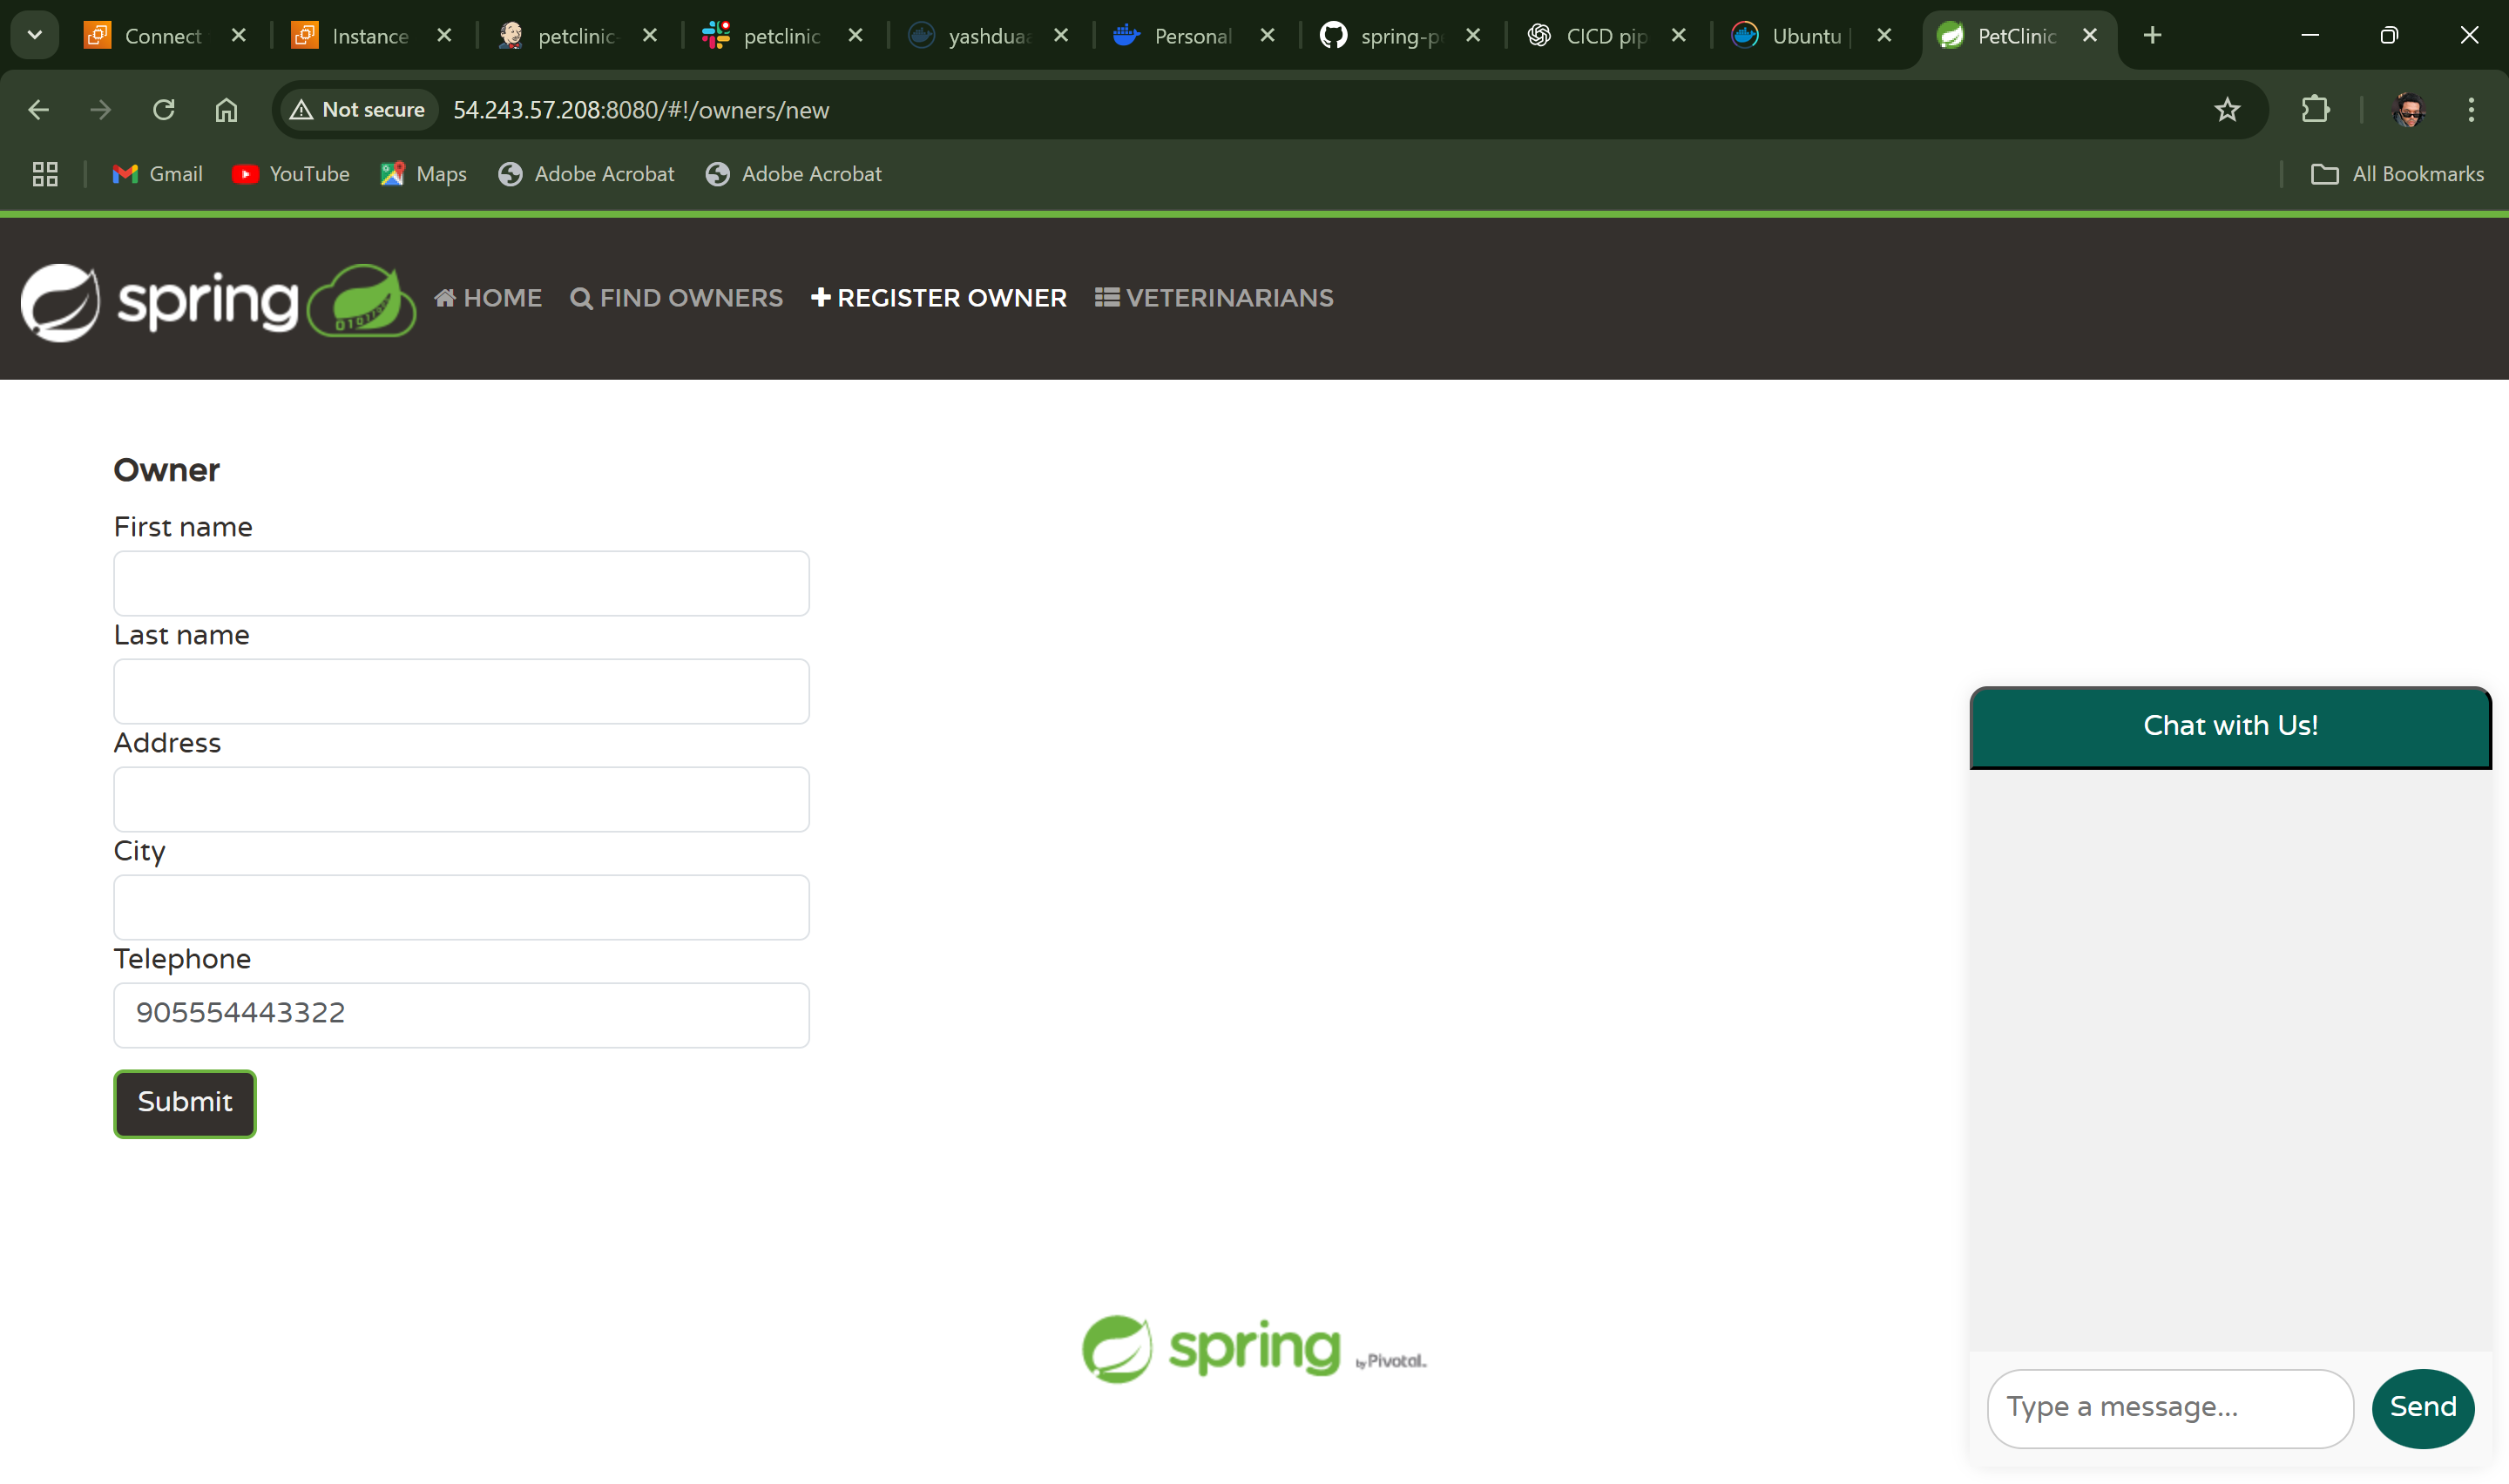 Connect
Instance
petclinic-
petclinic
yashduaa
Personal
spring-pe
CICD pip
Ubuntu |
PetClinic
Not secure
54.243.57.208:8080/#!/owners/new
Gmail
YouTube
Maps
Adobe Acrobat
Adobe Acrobat
All Bookmarks
spring
HOME
FIND OWNERS
REGISTER OWNER
VETERINARIANS
Owner
First name
Last name
Address
City
Telephone
905554443322
Submit
Chat with Us!
spring by Pivotal
Type a message...
Send